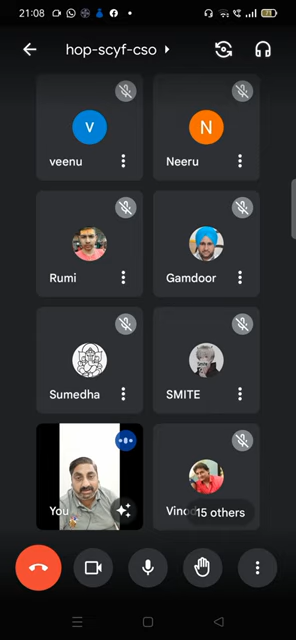 21:08
hop-scyf-cso
v
N
veenu
Neeru
Rumi
Gamdoor
Sumedha
SMITE
You
15 others